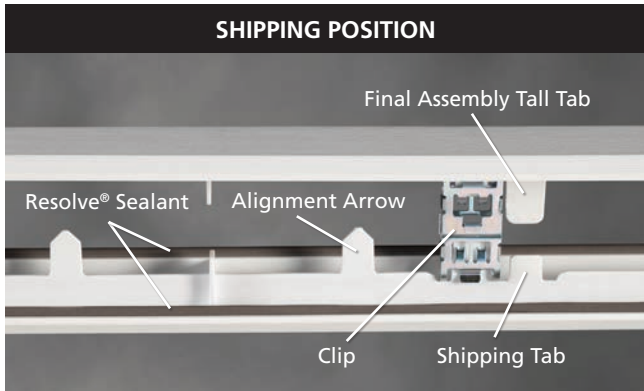 SHIPPING POSITION
Final Assembly Tall Tab
Resolve® Sealant
Alignment Arrow
Clip
Shipping Tab